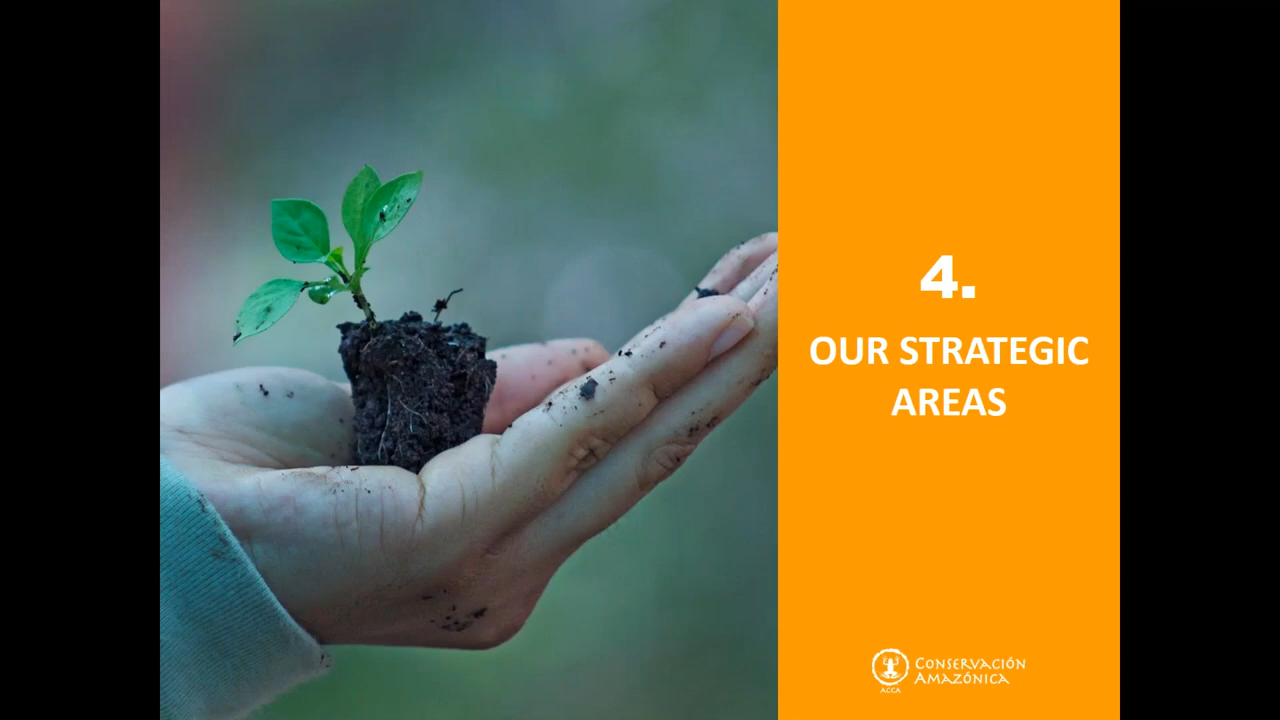 4.
OUR STRATEGIC
AREAS
CONSERVACIÓN
AMAZÓNICA
ACCA